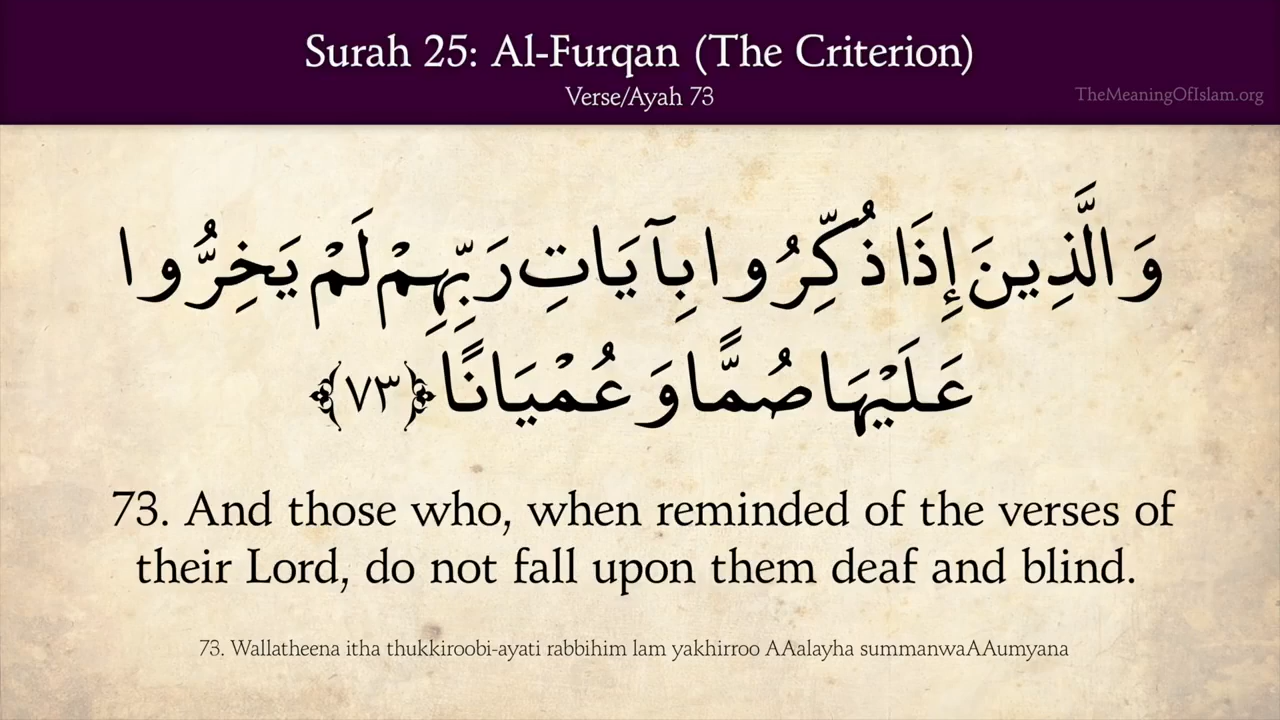 Surah 25: Al-Furqan (The Criterion)
Verse/Ayah 73
TheMeaningOfIslam.org
وَالَّذِينَ إِذَا ذُكِّرُوا بِآيَاتِ رَبِّهِمْ لَمْ يَخِرُّوا
عَلَيْهَا صُمًّا وَعُمْيَانًا ﴿٧٣﴾
73. And those who, when reminded of the verses of
their Lord, do not fall upon them deaf and blind.
73. Wallatheena itha thukkiroobi-ayati rabbihim lam yakhirroo AAalayha summanwaAAumyana